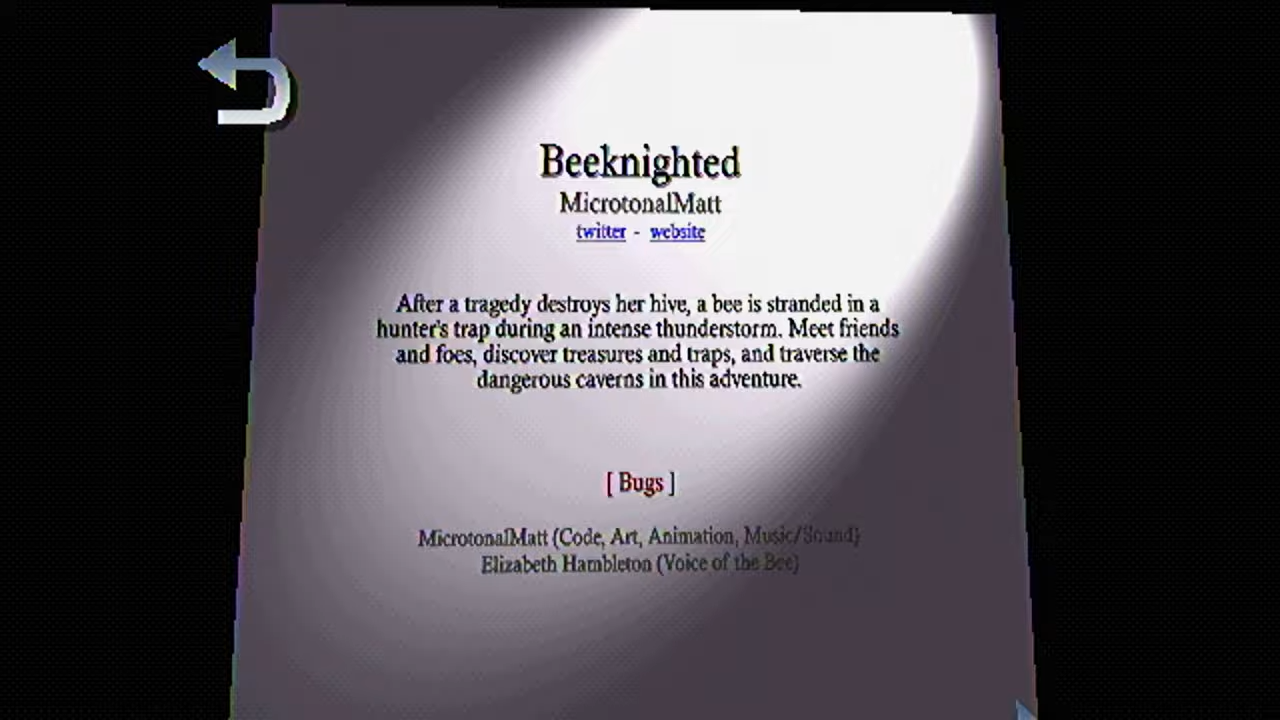 Beeknighted
MicrotonalMatt
twitter - website
After a tragedy destroys her hive, a bee is stranded in a
hunter's trap during an intense thunderstorm. Meet friends
and foes, discover treasures and traps, and traverse the
dangerous caverns in this adventure.
[ Bugs ]
MicrotonalMatt (Code, Art, Animation, Music/Sound)
Elizabeth Hambleton (Voice of the Bee)